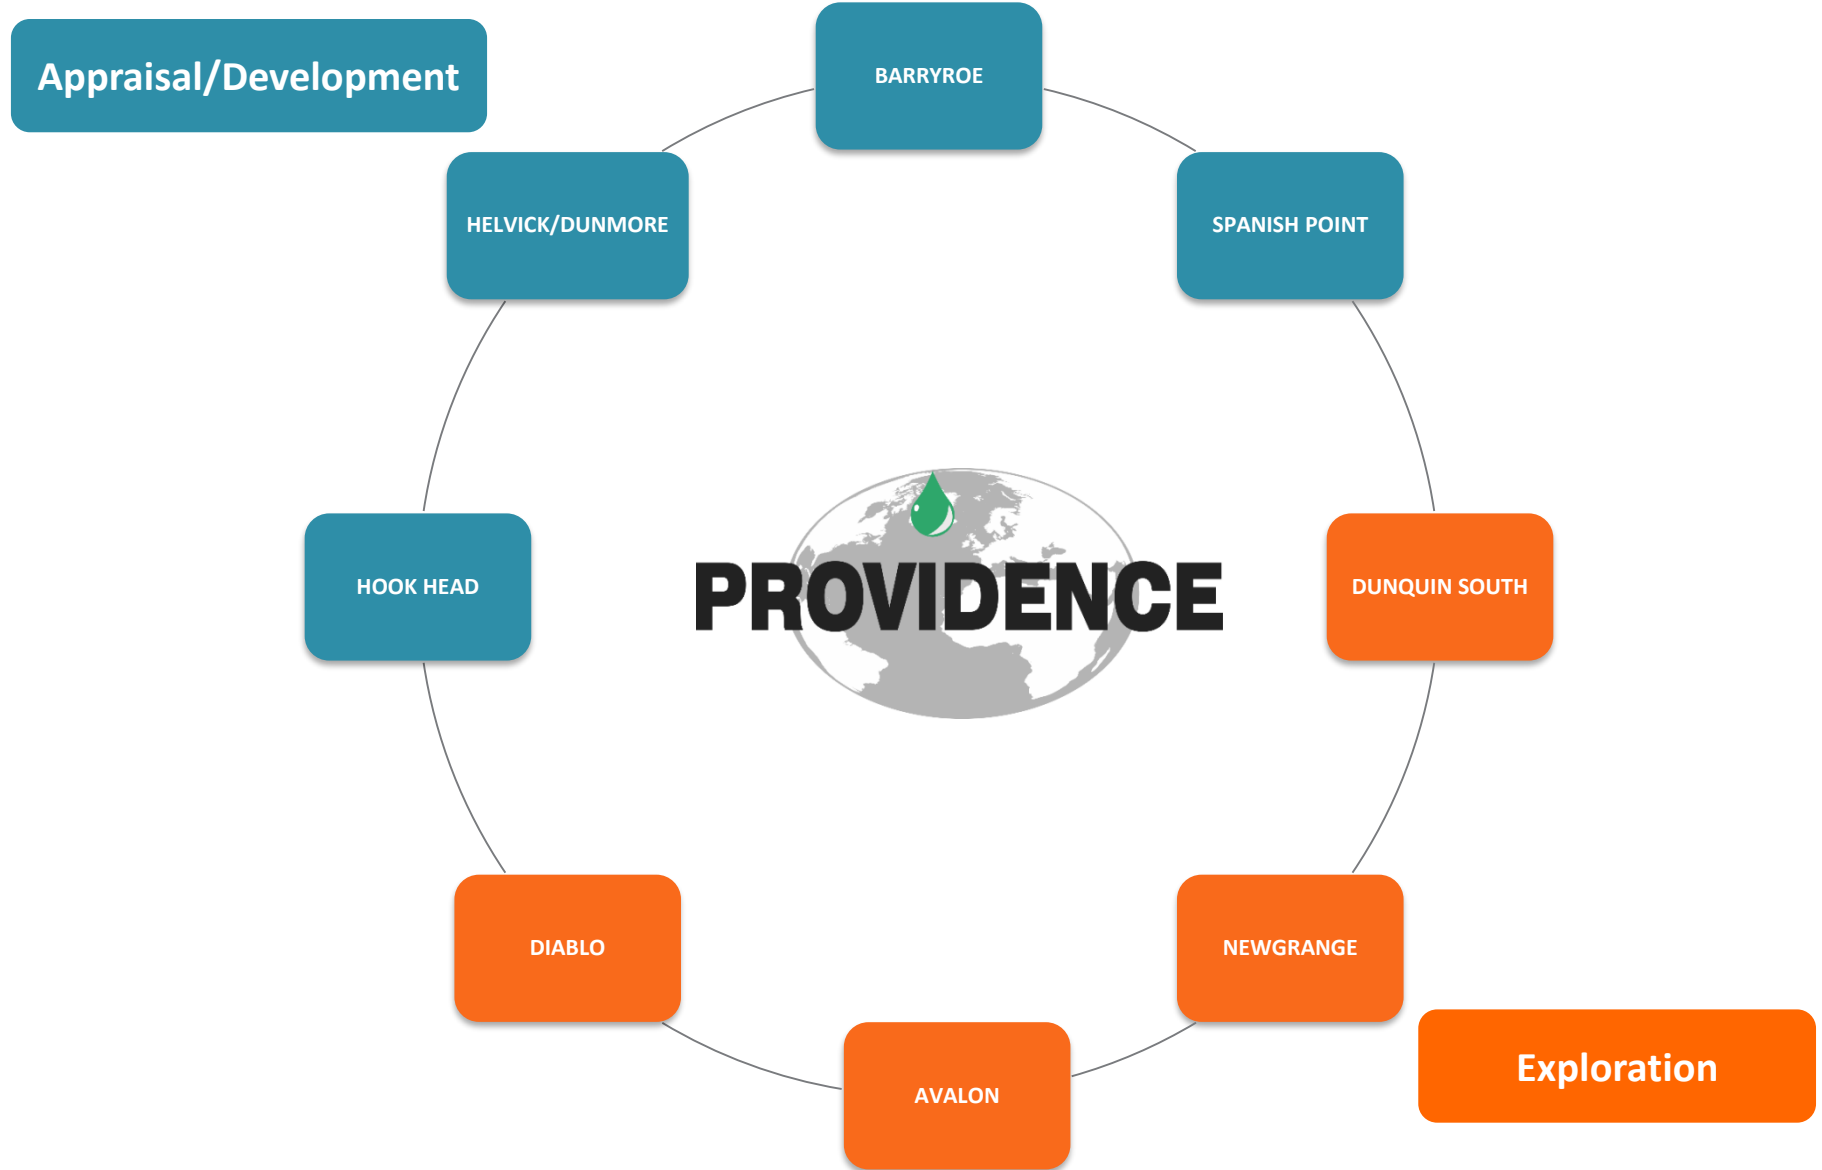 Appraisal/Development
BARRYROE
HELVICK/DUNMORE
SPANISH POINT
HOOK HEAD
PROVIDENCE
DUNQUIN SOUTH
DIABLO
NEWGRANGE
AVALON
Exploration